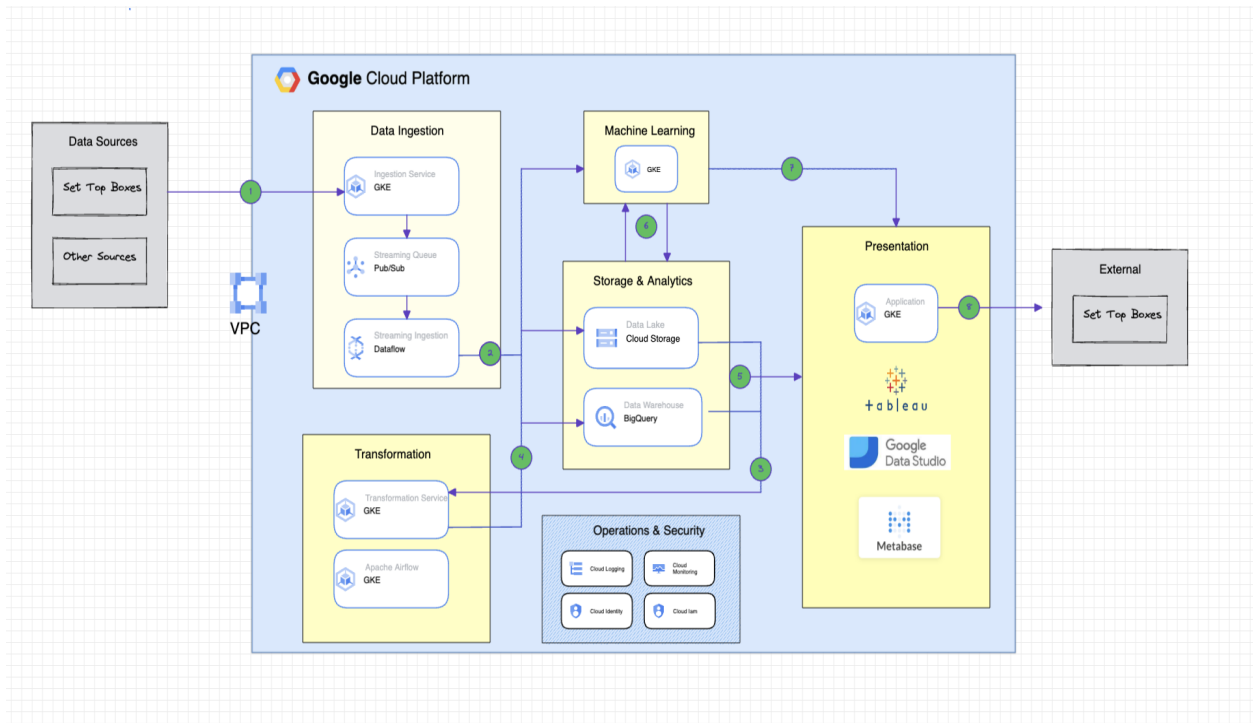 Google Cloud Platform
Data Sources
Set Top Boxes
Other Sources
1
VPC
Data Ingestion
Ingestion Service
GKE
Streaming Queue
Pub/Sub
Streaming Ingestion
Dataflow
2
Transformation
Transformation Service
GKE
Apache Airflow
GKE
4
Machine Learning
GKE
6
7
Storage & Analytics
Data Lake
Cloud Storage
Data Warehouse
BigQuery
5
3
Operations & Security
Cloud Logging
Cloud
Monitoring
Cloud Identity
Cloud Iam
Presentation
Application
GKE
8
+ableau
Google
Data Studio
Metabase
External
Set Top Boxes